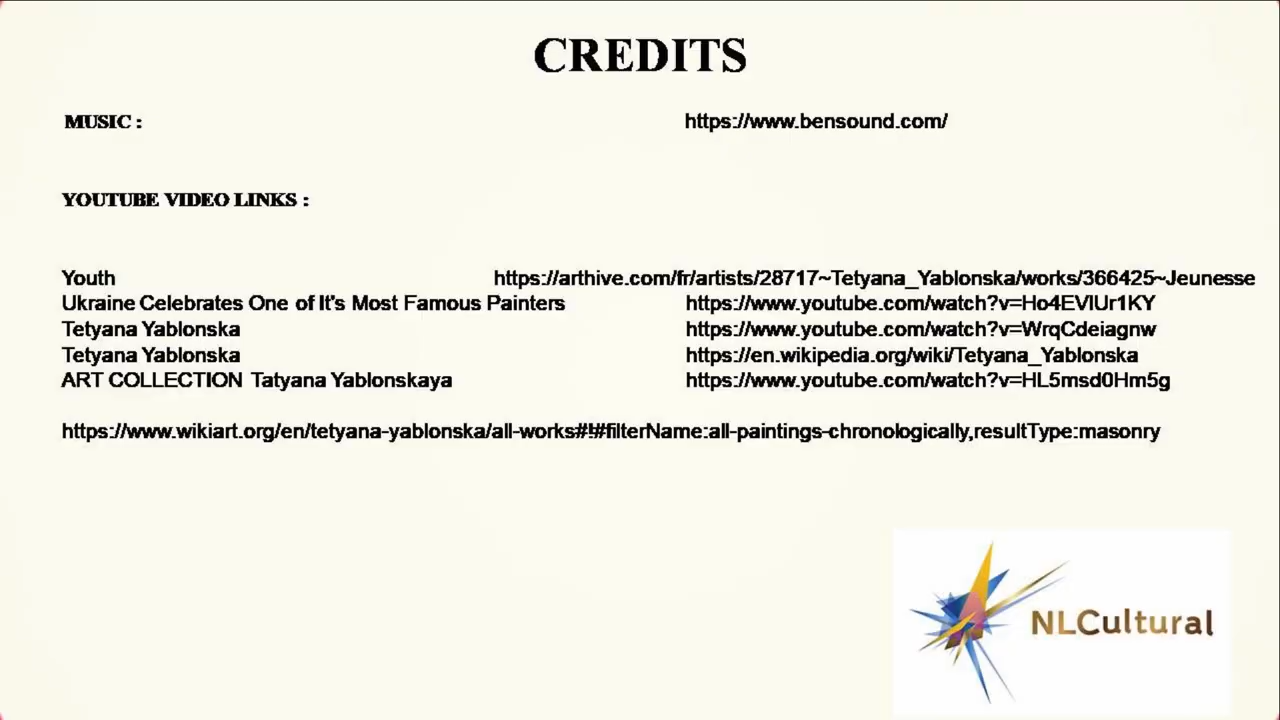 CREDITS
MUSIC : https://www.bensound.com/
YOUTUBE VIDEO LINKS :
Youth https://arthive.com/fr/artists/28717~Tetyana_Yablonska/works/366425~Jeunesse
Ukraine Celebrates One of It's Most Famous Painters https://www.youtube.com/watch?v=Ho4EVlUr1KY
Tetyana Yablonska https://www.youtube.com/watch?v=WrqCdeiagnw
Tetyana Yablonska https://en.wikipedia.org/wiki/Tetyana_Yablonska
ART COLLECTION Tatyana Yablonskaya https://www.youtube.com/watch?v=HL5msd0Hm5g
https://www.wikiart.org/en/tetyana-yablonska/all-works#!#filterName:all-paintings-chronologically,resultType:masonry
NLCultural